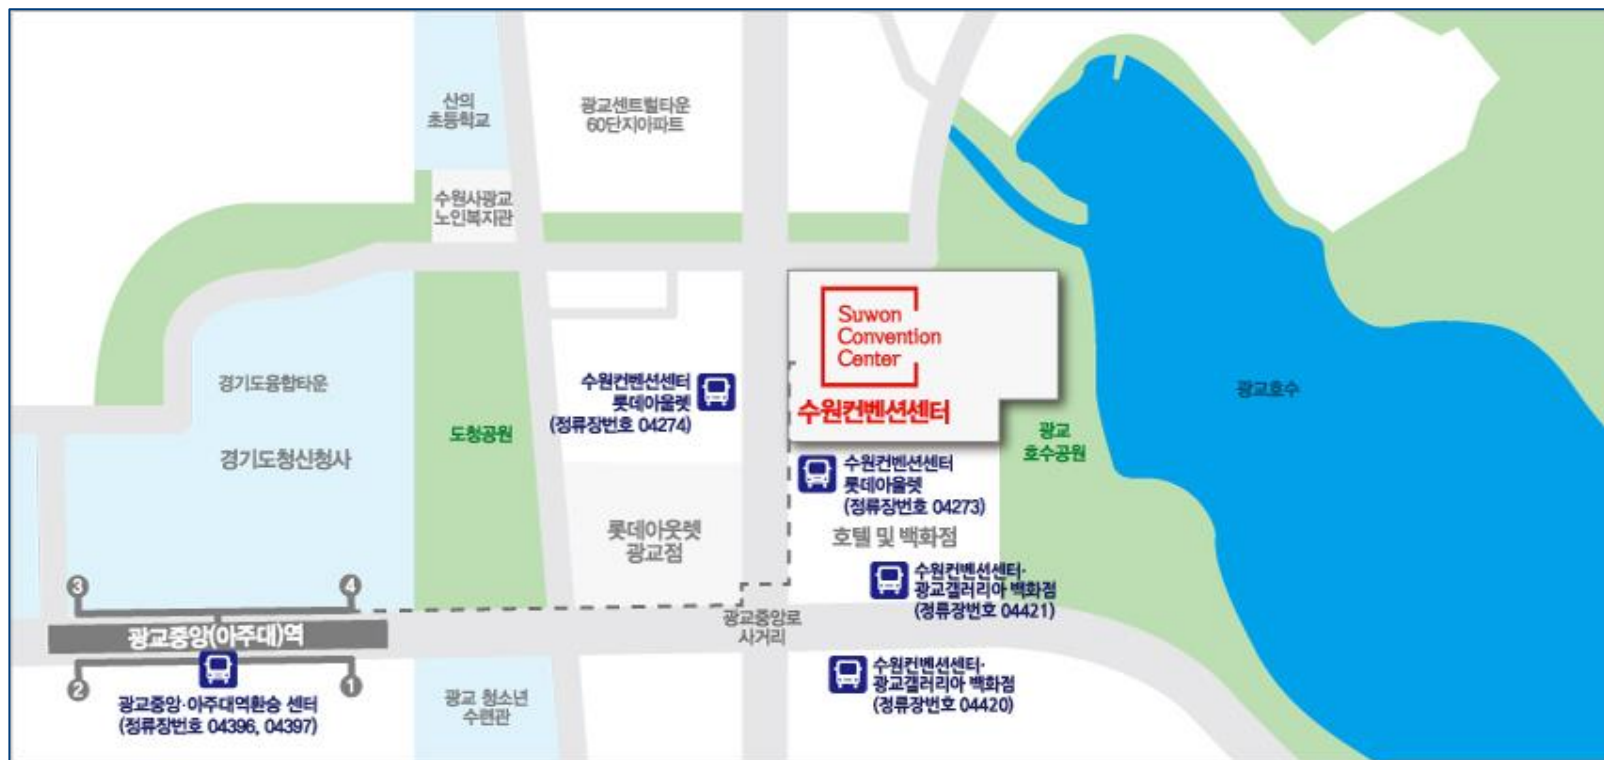 산의
초등학교
광교센트럴타운
60단지아파트
수원사광교
노인복지관
Suwon
Convention
Center
수원컨벤션센터
경기도융합타운
경기도청신청사
도청공원
수원컨벤션센터
롯데아울렛
(정류장번호 04274)
광교호수
광교
호수공원
수원컨벤션센터
롯데아울렛
(정류장번호 04273)
롯데아웃렛
광교점
호텔 및 백화점
수원컨벤션센터·
광교갤러리아 백화점
(정류장번호 04421)
3
4
광교중앙(아주대)역
2
1
광교중앙로
사거리
광교중앙·아주대역환승 센터
(정류장번호 04396, 04397)
광교 청소년
수련관
수원컨벤션센터·
광교갤러리아 백화점
(정류장번호 04420)